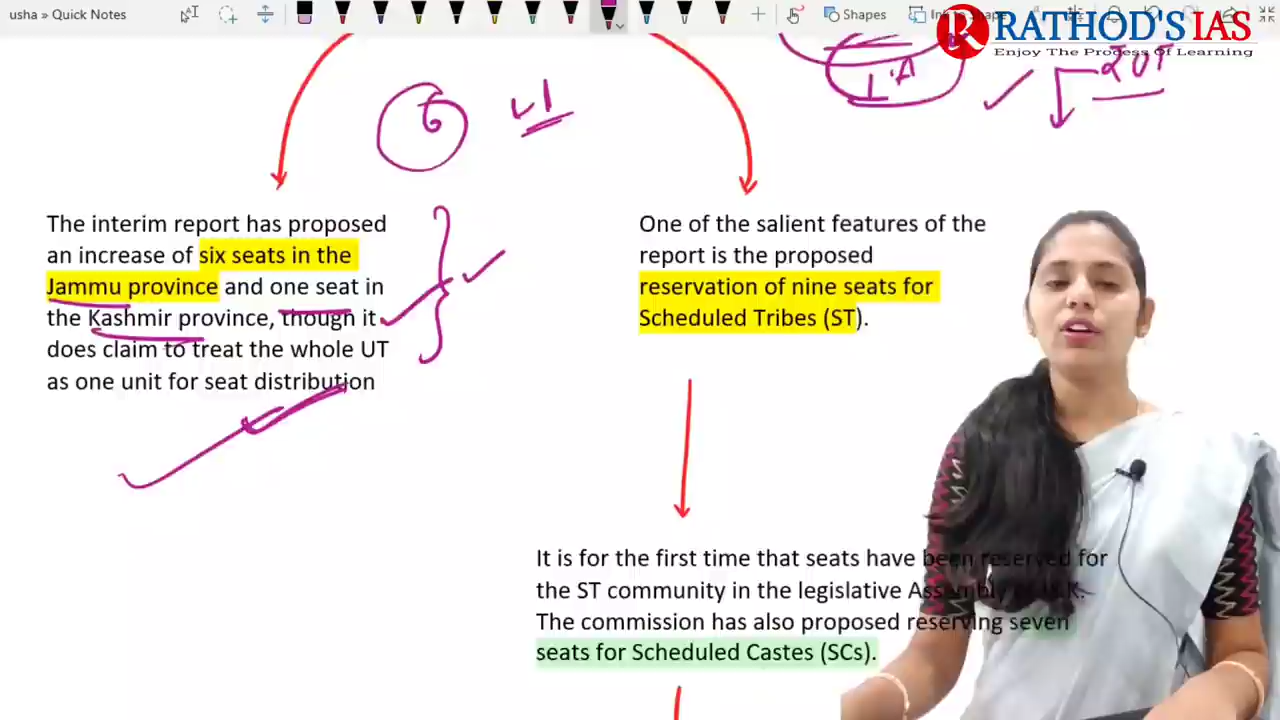 usha » Quick Notes
Shapes
RATHOD'S IAS
Enjoy The Process Of Learning
6
The interim report has proposed
an increase of six seats in the
Jammu province and one seat in
the Kashmir province, though it
does claim to treat the whole UT
as one unit for seat distribution
One of the salient features of the
report is the proposed
reservation of nine seats for
Scheduled Tribes (ST).
It is for the first time that seats have been reserved for
the ST community in the legislative Assembly of J&K.
The commission has also proposed reserving seven
seats for Scheduled Castes (SCs).